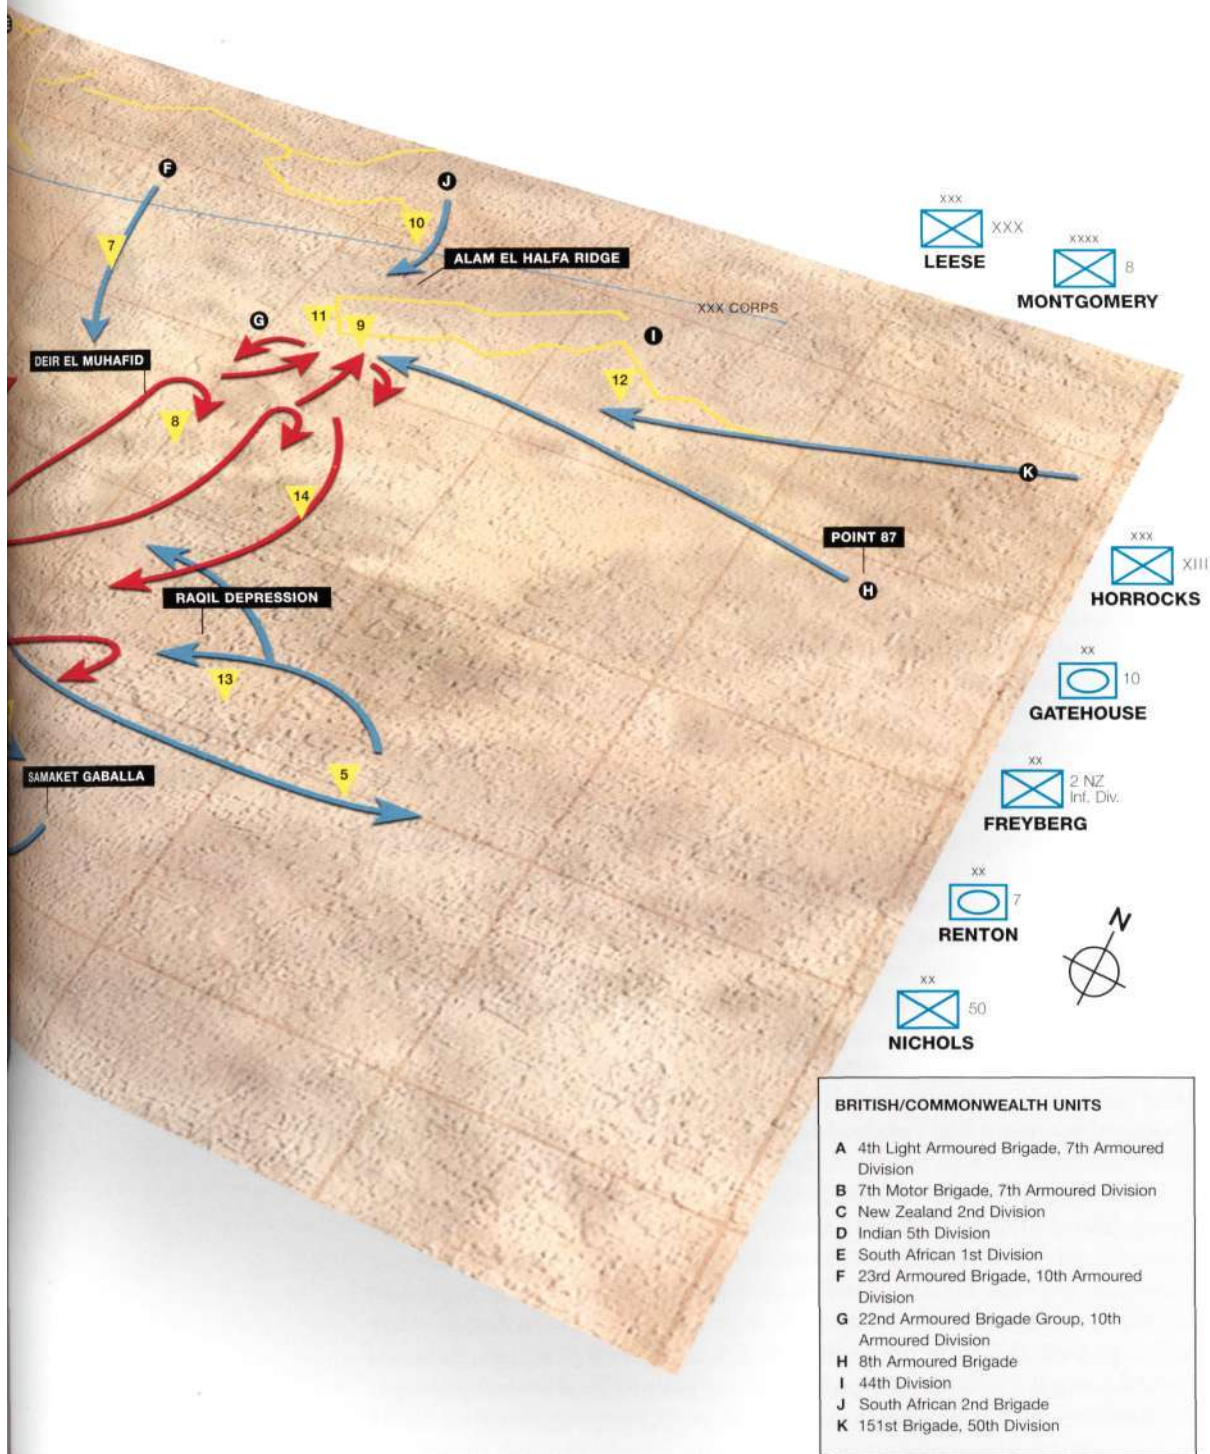 F
J
7
10
ALAM EL HALFA RIDGE
XXX
XXX
LEESE
XXXX
8
MONTGOMERY
XXX CORPS
G
11
9
I
DEIR EL MUHAFID
12
8
K
14
POINT 87
H
XXX
XIII
HORROCKS
RAQIL DEPRESSION
13
XX
10
GATEHOUSE
SAMAKET GABALLA
5
XX
2 NZ
Inf. Div.
FREYBERG
XX
7
RENTON
N
XX
50
NICHOLS
BRITISH/COMMONWEALTH UNITS
A 4th Light Armoured Brigade, 7th Armoured
Division
B 7th Motor Brigade, 7th Armoured Division
C New Zealand 2nd Division
D Indian 5th Division
E South African 1st Division
F 23rd Armoured Brigade, 10th Armoured
Division
G 22nd Armoured Brigade Group, 10th
Armoured Division
H 8th Armoured Brigade
I 44th Division
J South African 2nd Brigade
K 151st Brigade, 50th Division